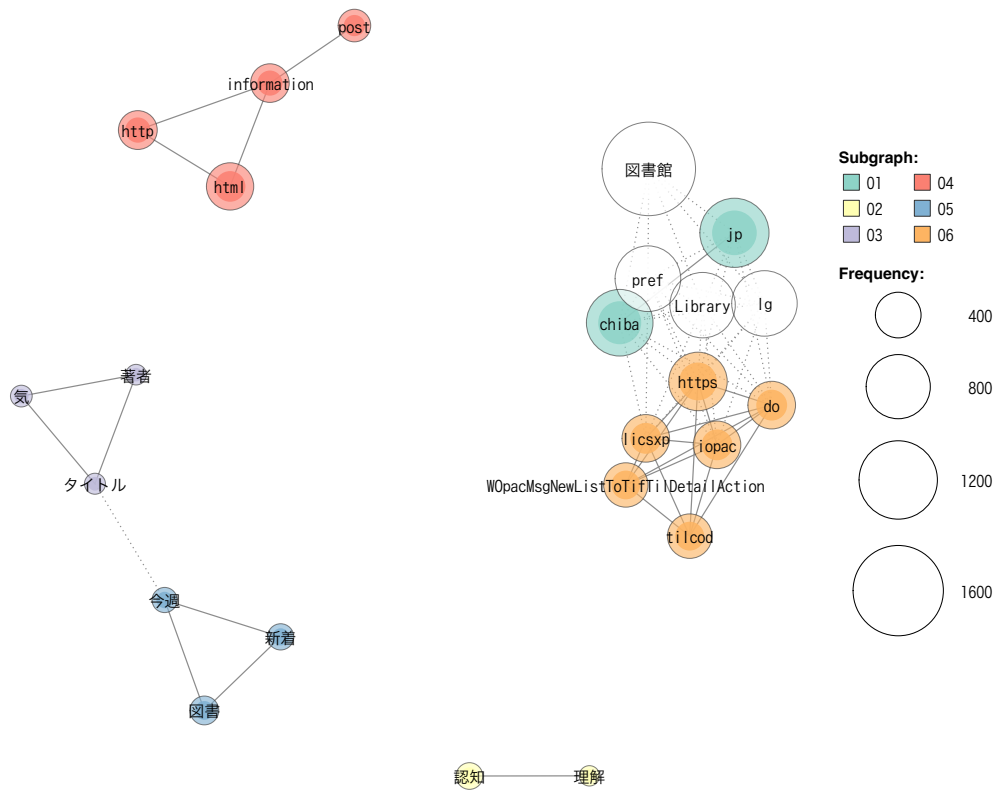 post
information
http
html
図書館
jp
pref
Library
lg
chiba
https
do
licsxp
iopac
WOpacMsgNewListToTifTilDetailAction
tilcod
著者
気
タイトル
今週
新着
図書
認知
理解
Subgraph:
01
04
02
05
03
06
Frequency:
400
800
1200
1600